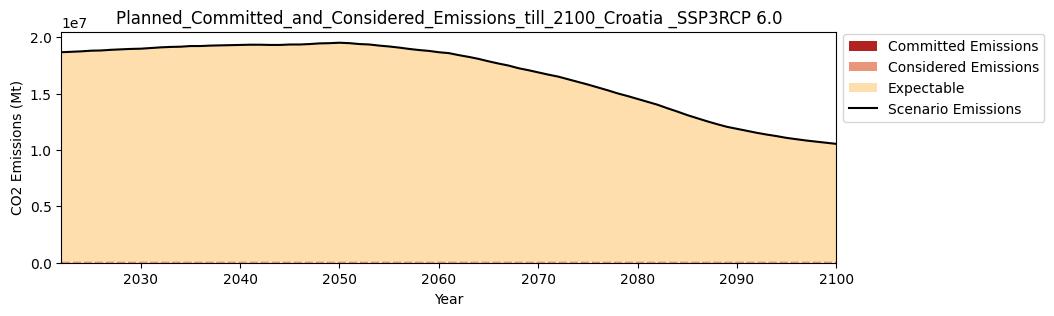 Planned_Committed_and_Considered_Emissions_till_2100_Croatia _SSP3RCP 6.0
1e7
2.0
1.5
1.0
0.5
0.0
CO2 Emissions (Mt)
2030 2040 2050 2060 2070 2080 2090 2100
Year
Committed Emissions
Considered Emissions
Expectable
Scenario Emissions